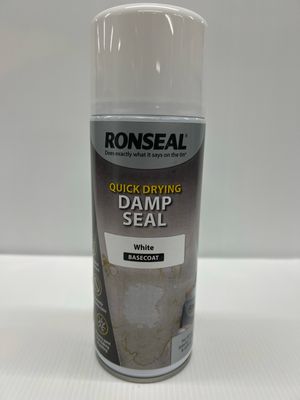 RONSEAL®
Does exactly what it says on the tin®
QUICK DRYING
DAMP
SEAL
White
BASECOAT